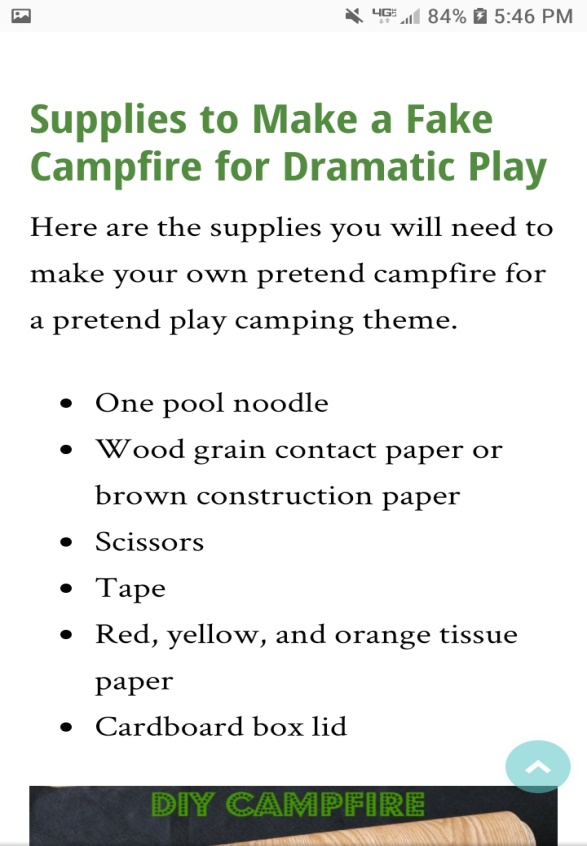 4GE 84% 5:46 PM
Supplies to Make a Fake
Campfire for Dramatic Play
Here are the supplies you will need to
make your own pretend campfire for
a pretend play camping theme.
• One pool noodle
• Wood grain contact paper or
brown construction paper
• Scissors
• Tape
• Red, yellow, and orange tissue
paper
• Cardboard box lid
DIY CAMPFIRE